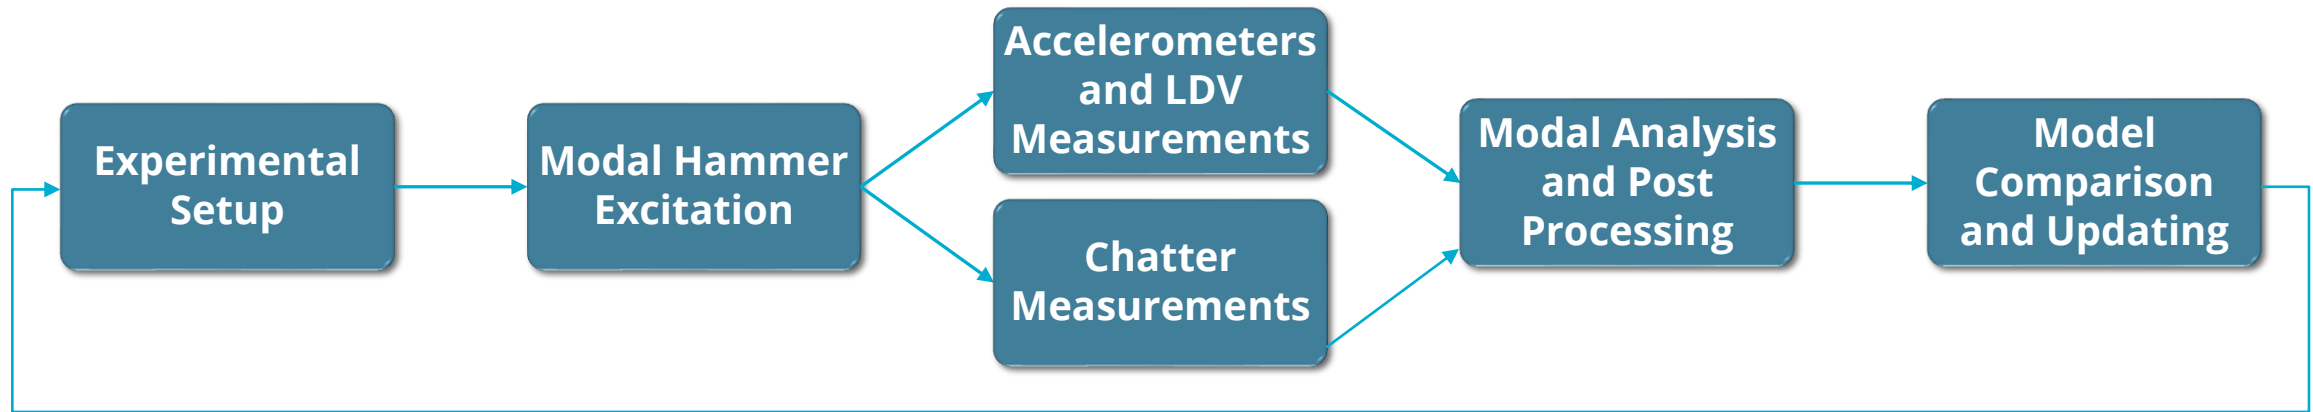 Experimental
Setup
Modal Hammer
Excitation
Accelerometers
and LDV
Measurements
Chatter
Measurements
Modal Analysis
and Post
Processing
Model
Comparison
and Updating